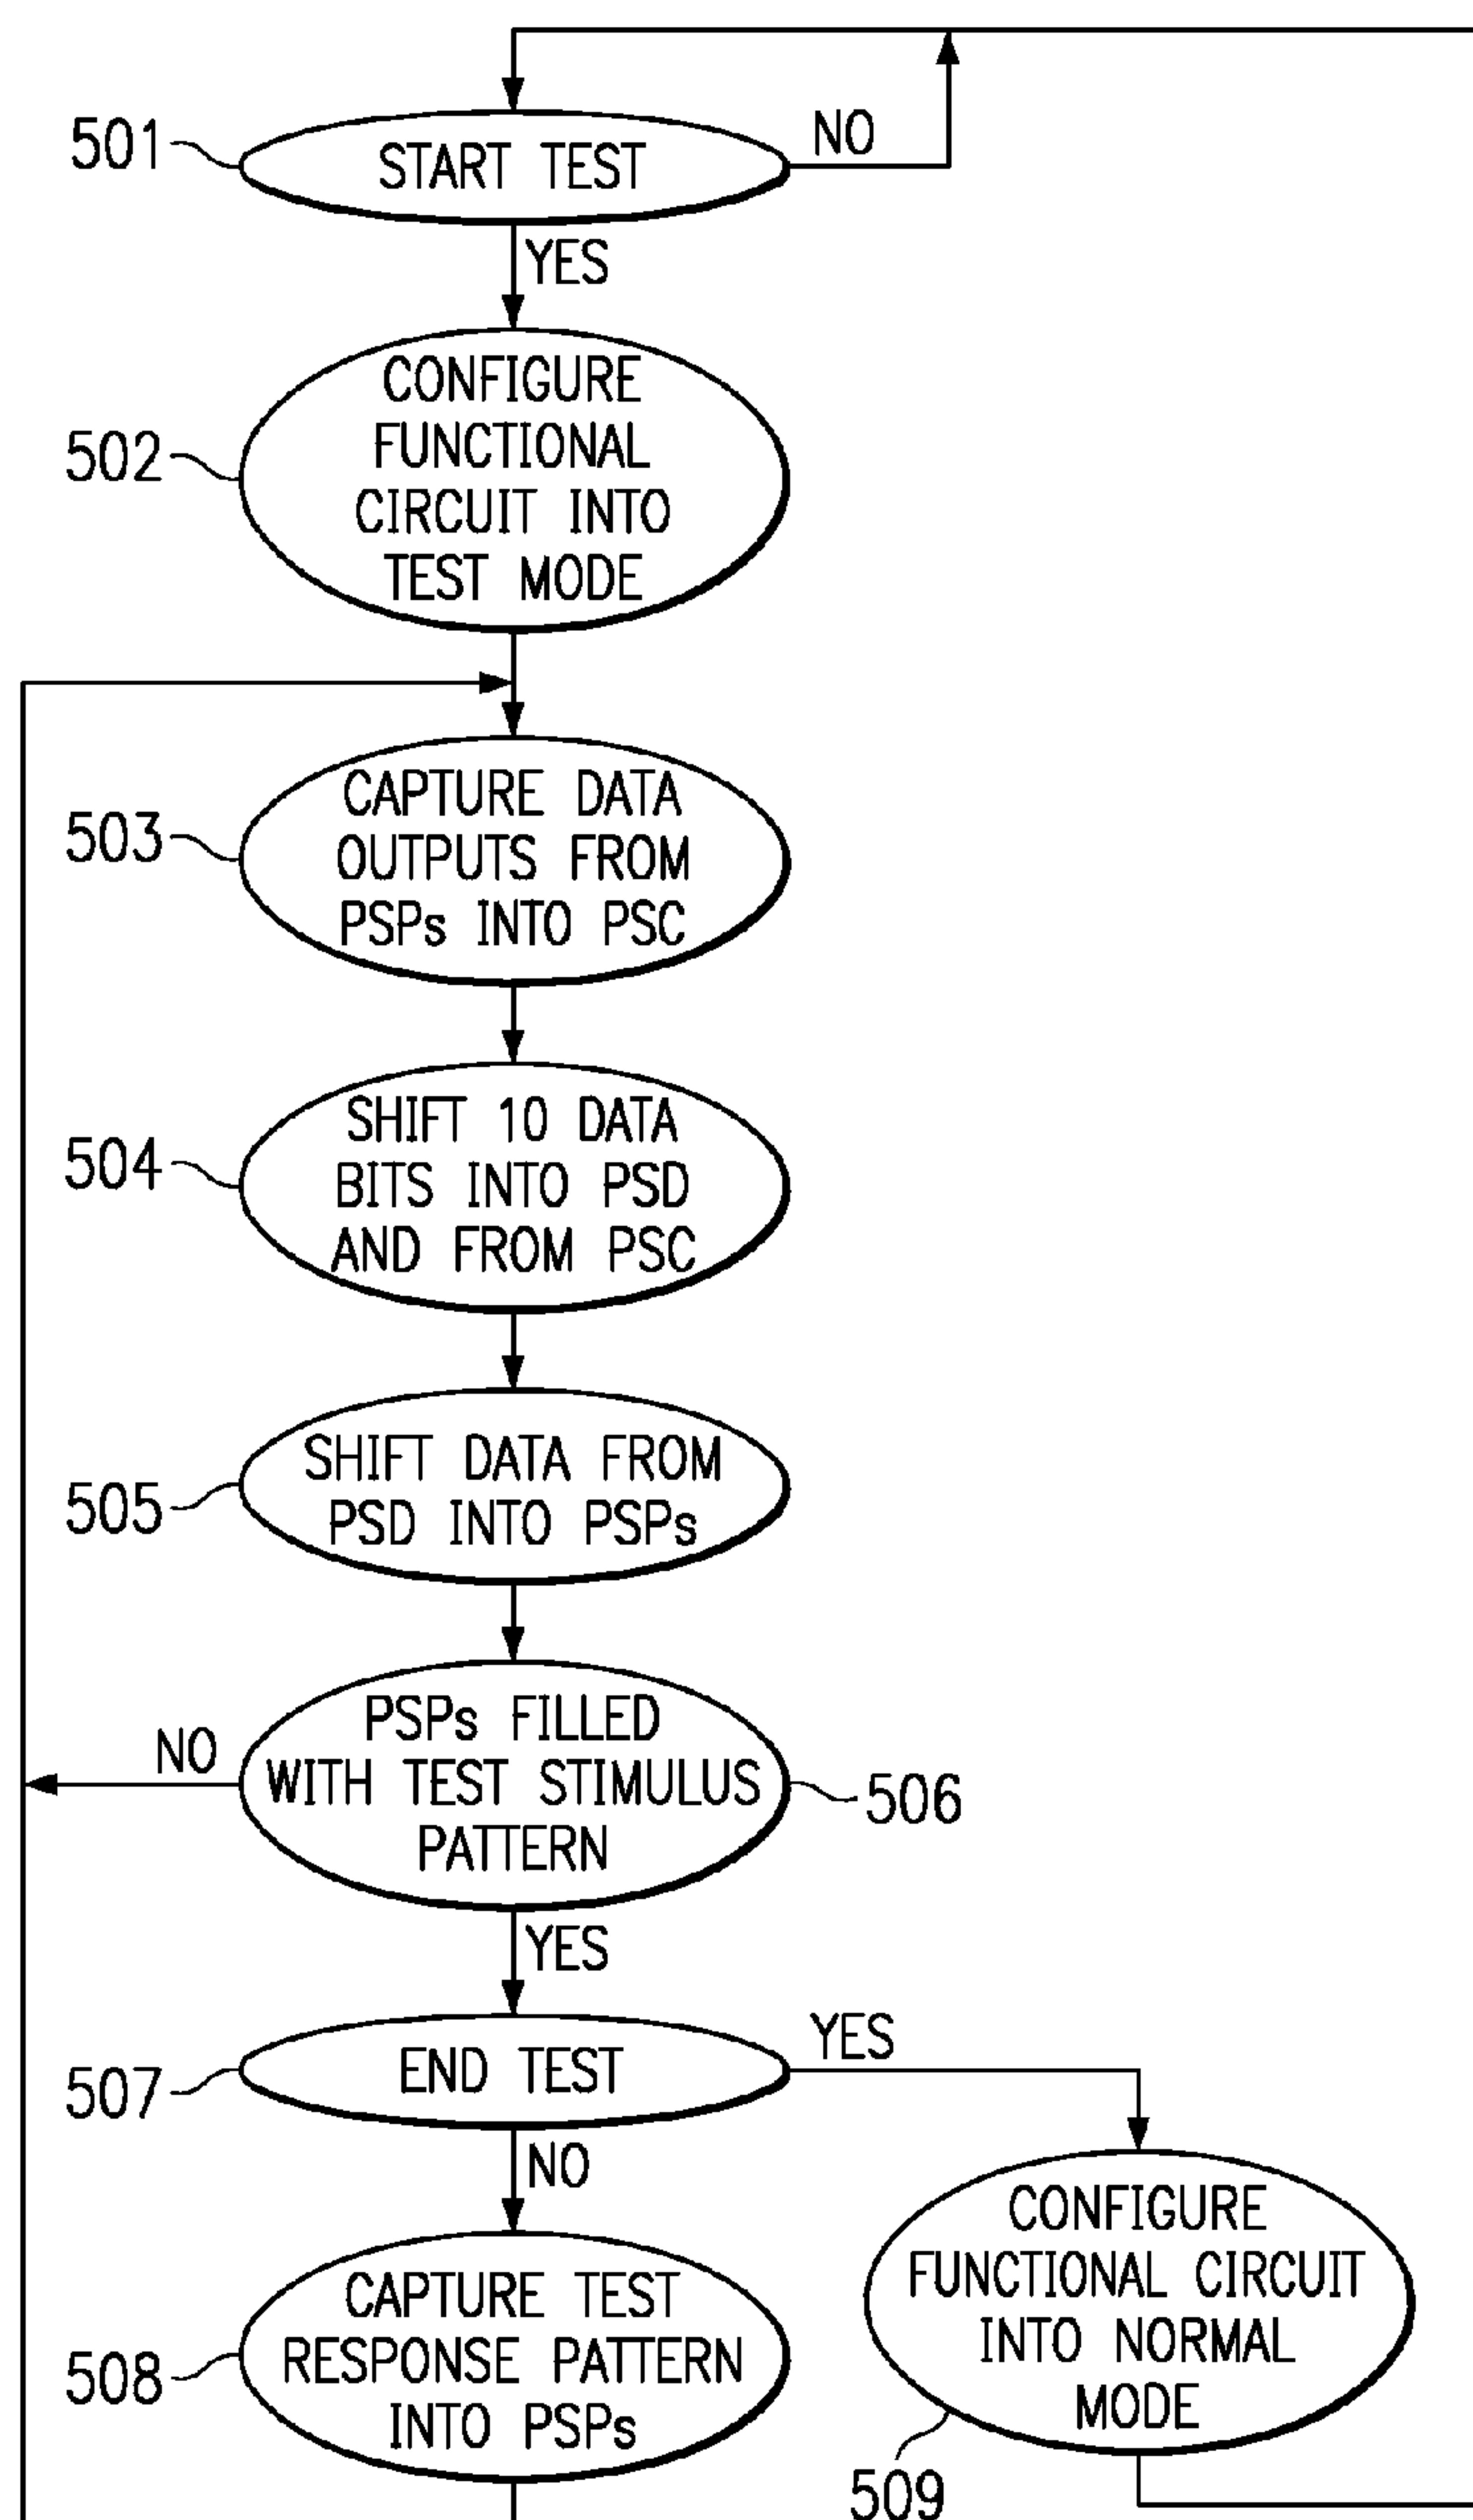 501
START TEST
NO
YES
502
CONFIGURE
FUNCTIONAL
CIRCUIT INTO
TEST MODE
503
CAPTURE DATA
OUTPUTS FROM
PSPs INTO PSC
504
SHIFT 10 DATA
BITS INTO PSD
AND FROM PSC
505
SHIFT DATA FROM
PSD INTO PSPs
NO
PSPs FILLED
WITH TEST STIMULUS
PATTERN
506
YES
507
END TEST
YES
NO
508
CAPTURE TEST
RESPONSE PATTERN
INTO PSPs
CONFIGURE
FUNCTIONAL CIRCUIT
INTO NORMAL
MODE
509